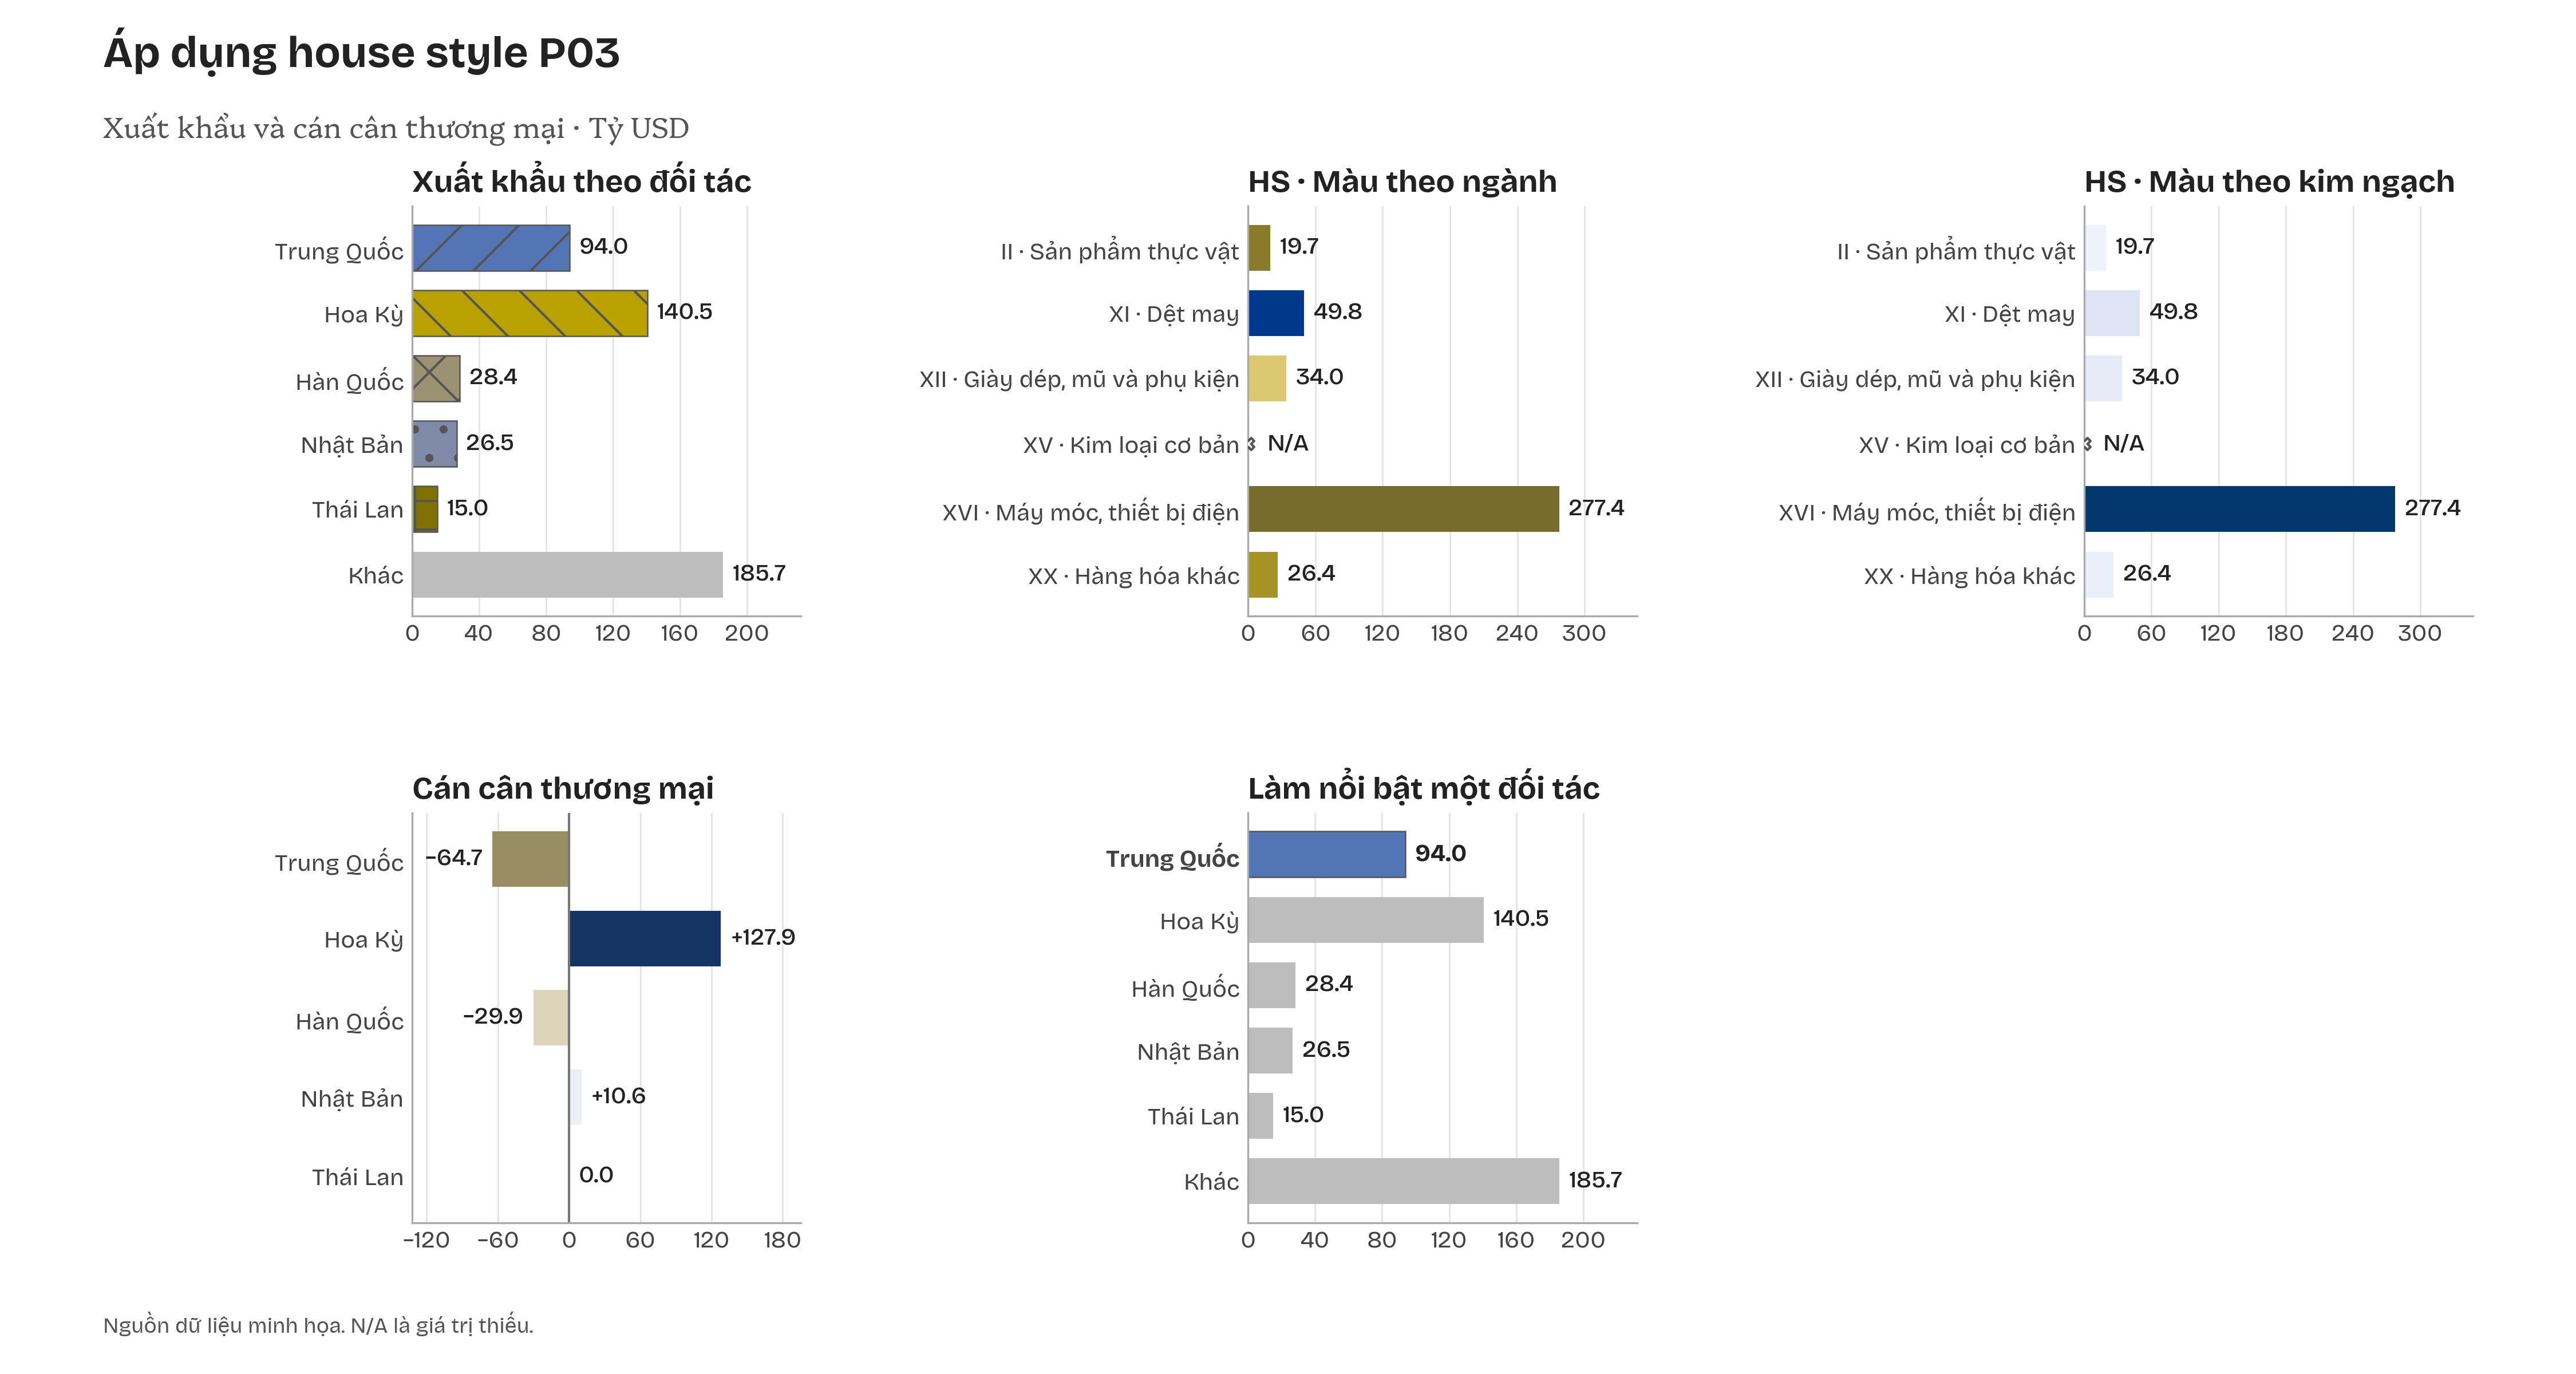 Áp dụng house style P03
Xuất khẩu và cán cân thương mại · Tỷ USD
Xuất khẩu theo đối tác
Trung Quốc 94.0
Hoa Kỳ 140.5
Hàn Quốc 28.4
Nhật Bản 26.5
Thái Lan 15.0
Khác 185.7
0 40 80 120 160 200
HS · Màu theo ngành
II · Sản phẩm thực vật 19.7
XI · Dệt may 49.8
XII · Giày dép, mũ và phụ kiện 34.0
XV · Kim loại cơ bản N/A
XVI · Máy móc, thiết bị điện 277.4
XX · Hàng hóa khác 26.4
0 60 120 180 240 300
HS · Màu theo kim ngạch
II · Sản phẩm thực vật 19.7
XI · Dệt may 49.8
XII · Giày dép, mũ và phụ kiện 34.0
XV · Kim loại cơ bản N/A
XVI · Máy móc, thiết bị điện 277.4
XX · Hàng hóa khác 26.4
0 60 120 180 240 300
Cán cân thương mại
Trung Quốc −64.7
Hoa Kỳ +127.9
Hàn Quốc −29.9
Nhật Bản +10.6
Thái Lan 0.0
−120 −60 0 60 120 180
Làm nổi bật một đối tác
Trung Quốc 94.0
Hoa Kỳ 140.5
Hàn Quốc 28.4
Nhật Bản 26.5
Thái Lan 15.0
Khác 185.7
0 40 80 120 160 200
Nguồn dữ liệu minh họa. N/A là giá trị thiếu.